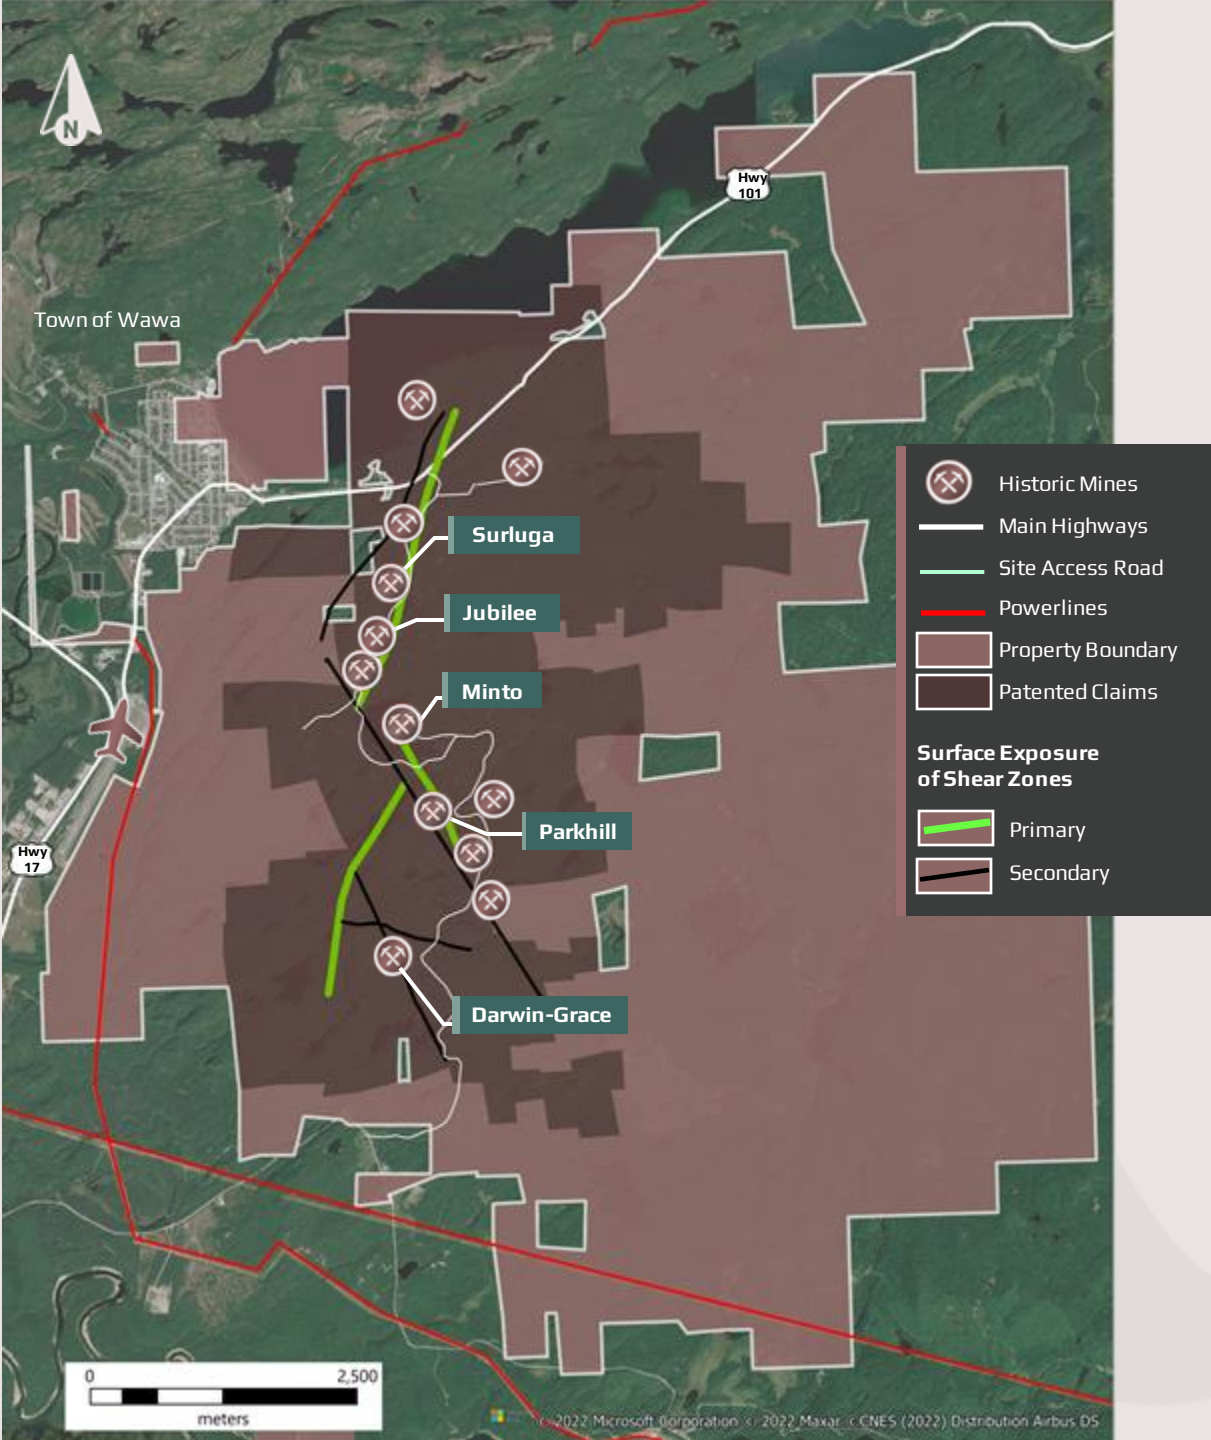 N
Hwy
101
Town of Wawa
Historic Mines
Main Highways
Surluga
Site Access Road
Jubilee
Powerlines
Property Boundary
Minto
Patented Claims
Surface Exposure
of Shear Zones
Parkhill
Primary
Hwy
17
Secondary
Darwin-Grace
0 2,500
meters
© 2022 Microsoft Corporation © 2022 Maxar ©CNES (2022) Distribution Airbus DS